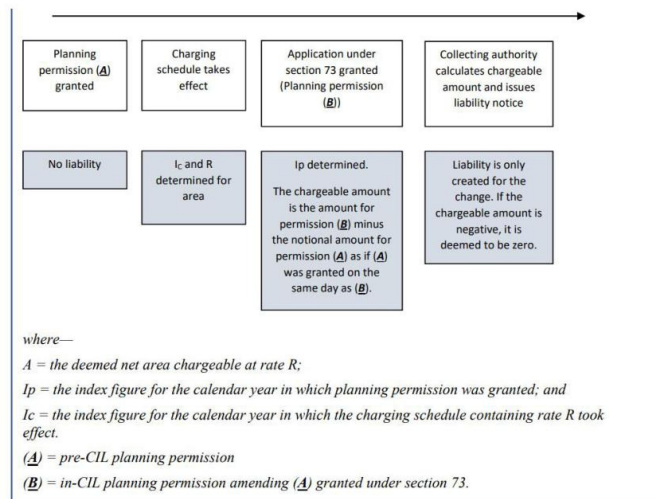 Planning
permission (A)
granted
Charging
schedule takes
effect
Application under
section 73 granted
(Planning permission
(B))
Collecting authority
calculates chargeable
amount and issues
liability notice
No liability
Ic and R
determined for
area
Ip determined.
The chargeable amount
is the amount for
permission (B) minus
the notional amount for
permission (A) as if (A)
was granted on the
same day as (B).
Liability is only
created for the
change. If the
chargeable amount is
negative, it is
deemed to be zero.
where—
A = the deemed net area chargeable at rate R;
Ip = the index figure for the calendar year in which planning permission was granted; and
Ic = the index figure for the calendar year in which the charging schedule containing rate R took
effect.
(A) = pre-CIL planning permission
(B) = in-CIL planning permission amending (A) granted under section 73.